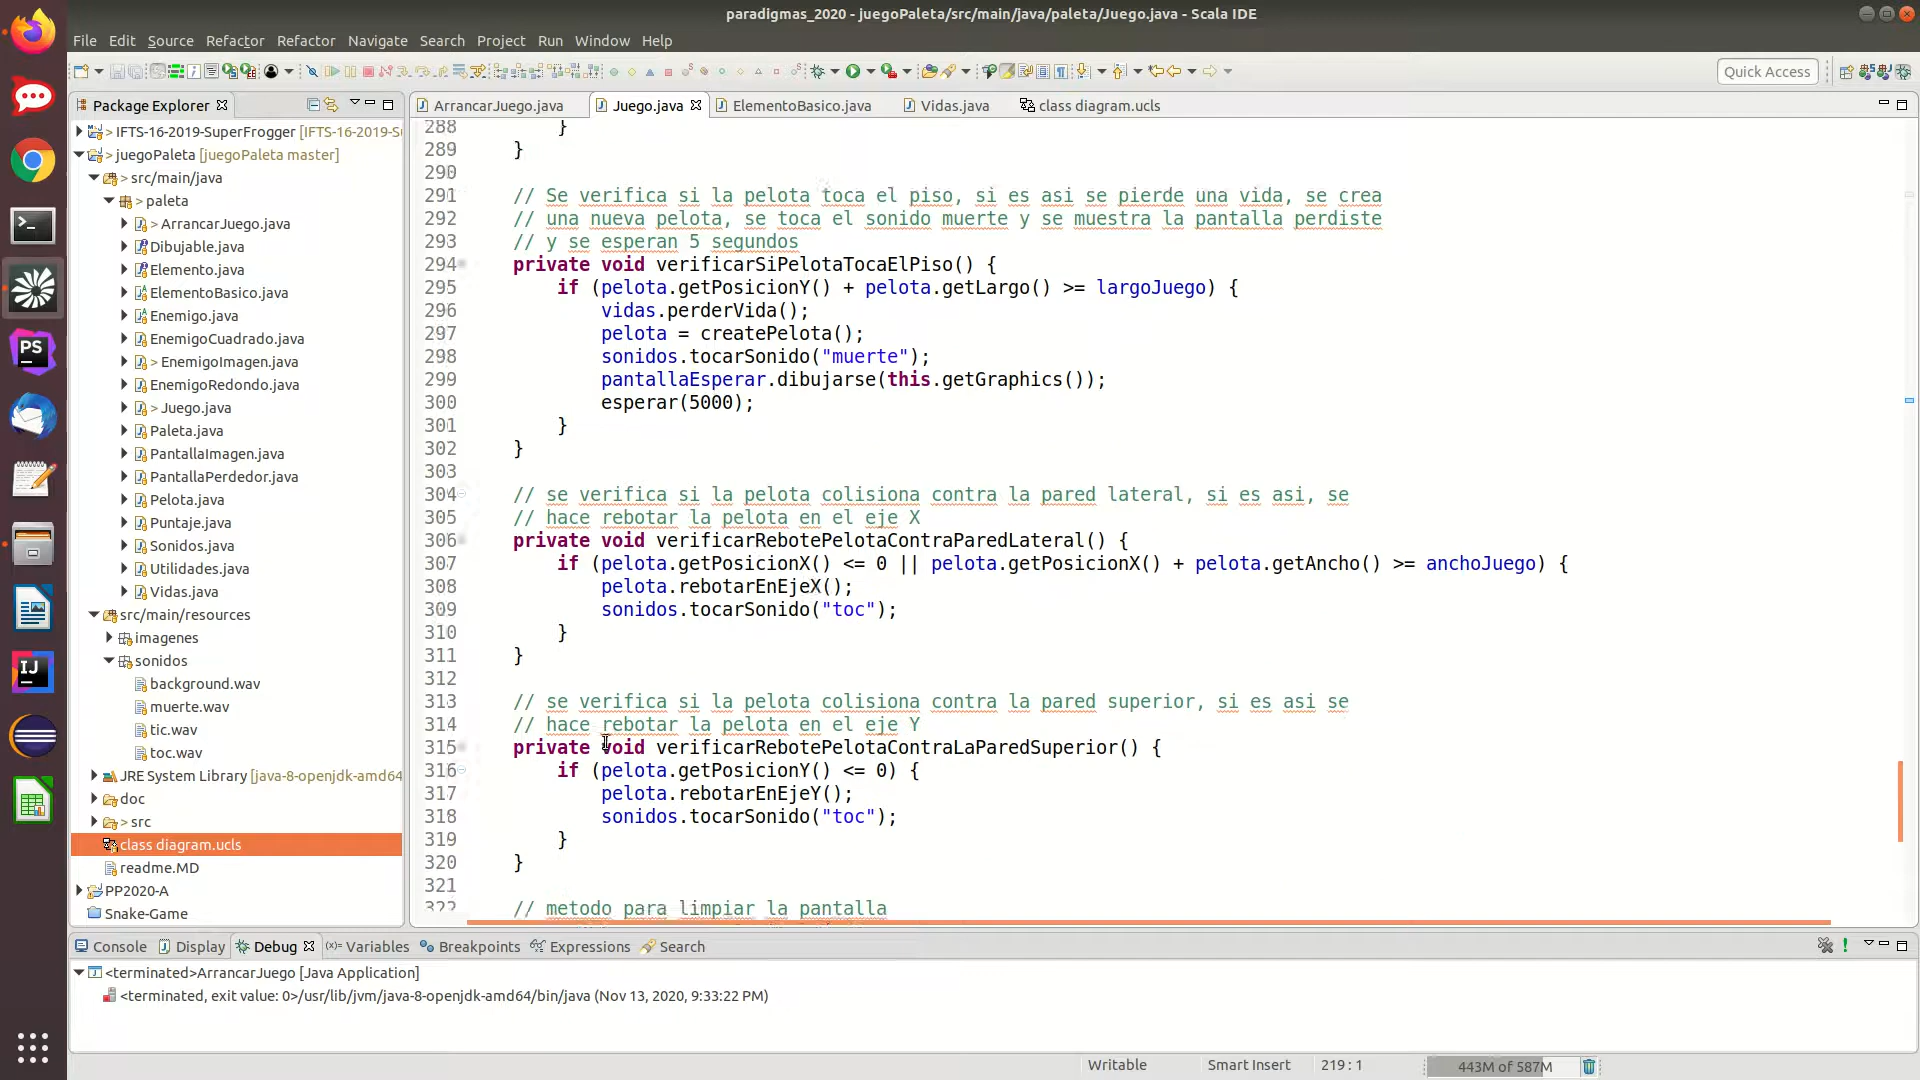 paradigmas_2020 - juegoPaleta/src/main/java/paleta/Juego.java - Scala IDE
File Edit Source Refactor Refactor Navigate Search Project Run Window Help
Quick Access
Package Explorer
ArrancarJuego.java Juego.java ElementoBasico.java Vidas.java class diagram.ucls
> IFTS-16-2019-SuperFrogger [IFTS-16-2019-S
> juegoPaleta [juegoPaleta master]
> src/main/java
> paleta
> ArrancarJuego.java
Dibujable.java
Elemento.java
ElementoBasico.java
Enemigo.java
EnemigoCuadrado.java
> EnemigoImagen.java
EnemigoRedondo.java
> Juego.java
Paleta.java
PantallaImagen.java
PantallaPerdedor.java
Pelota.java
Puntaje.java
Sonidos.java
Utilidades.java
Vidas.java
src/main/resources
imagenes
sonidos
background.wav
muerte.wav
tic.wav
toc.wav
JRE System Library [java-8-openjdk-amd64
doc
> src
class diagram.ucls
readme.MD
PP2020-A
Snake-Game
288 }
289 }
290
291 // Se verifica si la pelota toca el piso, si es asi se pierde una vida, se crea
292 // una nueva pelota, se toca el sonido muerte y se muestra la pantalla perdiste
293 // y se esperan 5 segundos
294 private void verificarSiPelotaTocaElPiso() {
295 if (pelota.getPosicionY() + pelota.getLargo() >= largoJuego) {
296 vidas.perderVida();
297 pelota = createPelota();
298 sonidos.tocarSonido("muerte");
299 pantallaEsperar.dibujarse(this.getGraphics());
300 esperar(5000);
301 }
302 }
303
304 // se verifica si la pelota colisiona contra la pared lateral, si es asi, se
305 // hace rebotar la pelota en el eje X
306 private void verificarRebotePelotaContraParedLateral() {
307 if (pelota.getPosicionX() <= 0 || pelota.getPosicionX() + pelota.getAncho() >= anchoJuego) {
308 pelota.rebotarEnEjeX();
309 sonidos.tocarSonido("toc");
310 }
311 }
312
313 // se verifica si la pelota colisiona contra la pared superior, si es asi se
314 // hace rebotar la pelota en el eje Y
315 private void verificarRebotePelotaContraLaParedSuperior() {
316 if (pelota.getPosicionY() <= 0) {
317 pelota.rebotarEnEjeY();
318 sonidos.tocarSonido("toc");
319 }
320 }
321
322 // metodo para limpiar la pantalla
Console Display Debug Variables Breakpoints Expressions Search
<terminated>ArrancarJuego [Java Application]
<terminated, exit value: 0>/usr/lib/jvm/java-8-openjdk-amd64/bin/java (Nov 13, 2020, 9:33:22 PM)
Writable Smart Insert 219 : 1 443M of 587M
PS
IJ